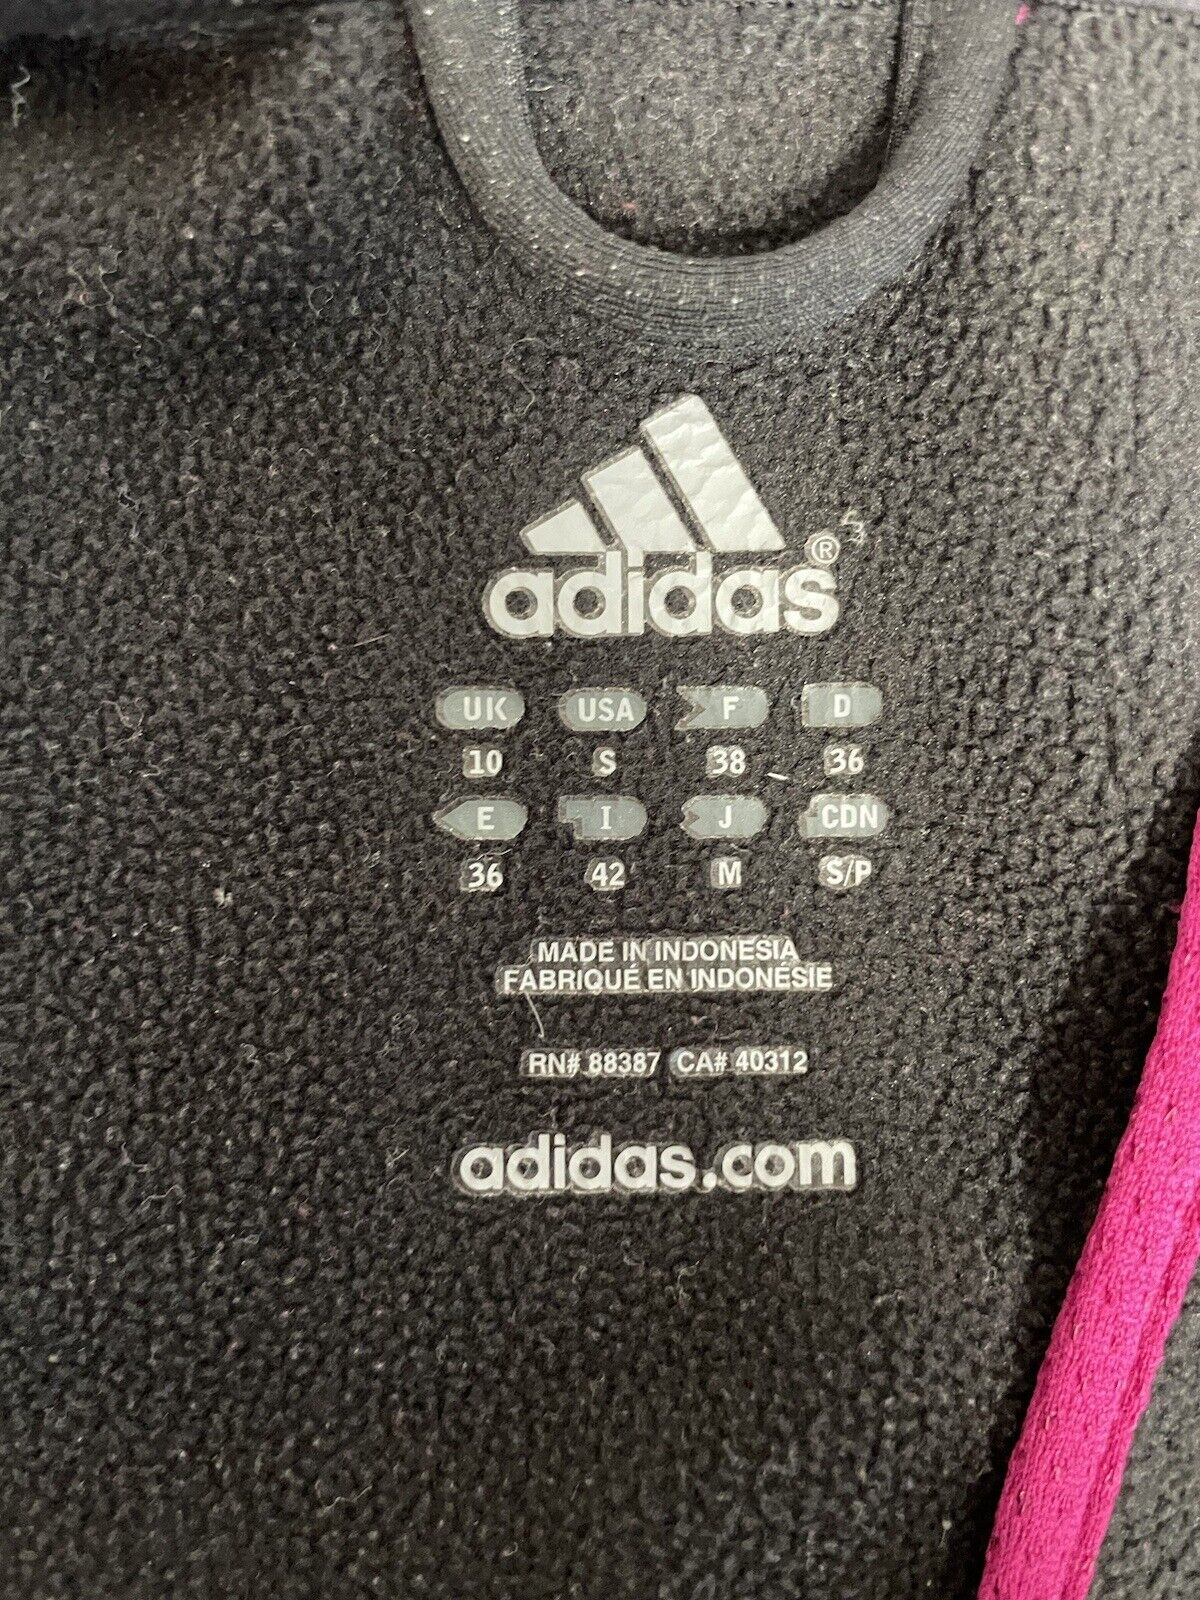 adidas®
UK USA F D
10 S 38 36
E I J CDN
36 42 M S/P
MADE IN INDONESIA
FABRIQUÉ EN INDONÉSIE
RN# 88387 CA# 40312
adidas.com